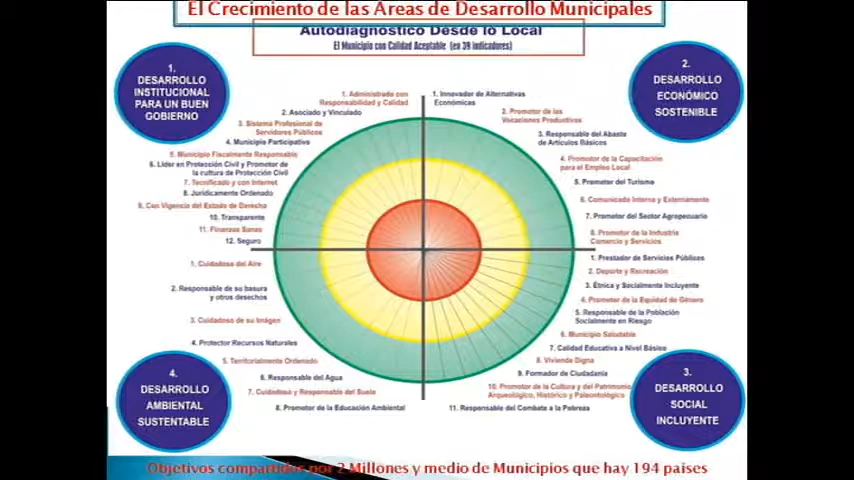 El Crecimiento de las Areas de Desarrollo Municipales
Autodiagnóstico Desde lo Local
El Municipio con Calidad Aceptable (en 39 indicadores)
1.
DESARROLLO
INSTITUCIONAL
PARA UN BUEN
GOBIERNO
1. Administrado con
Responsabilidad y Calidad
2. Asociado y Vinculado
3. Sistema Profesional de
Servidores Públicos
4. Municipio Participativo
5. Municipio Fiscalmente Responsable
6. Líder en Protección Civil y Promotor de
la cultura de Protección Civil
7. Tecnificado y con Internet
8. Jurídicamente Ordenado
9. Con Vigencia del Estado de Derecho
10. Transparente
11. Finanzas Sanas
12. Seguro
2.
DESARROLLO
ECONÓMICO
SOSTENIBLE
1. Innovador de Alternativas
Económicas
2. Promotor de las
Vocaciones Productivas
3. Responsable del Abasto
de Artículos Básicos
4. Promotor de la Capacitación
para el Empleo Local
5. Promotor del Turismo
6. Comunicado Interna y Externamente
7. Promotor del Sector Agropecuario
8. Promotor de la Industria
Comercio y Servicios
1. Prestador de Servicios Públicos
2. Deporte y Recreación
3. Étnica y Socialmente Incluyente
4. Promotor de la Equidad de Género
5. Responsable de la Población
Socialmente en Riesgo
6. Municipio Saludable
7. Calidad Educativa a Nivel Básico
8. Vivienda Digna
9. Formador de Ciudadanía
10. Promotor de la Cultura y del Patrimonio
Arqueológico, Histórico y Paleontológico
11. Responsable del Combate a la Pobreza
3.
DESARROLLO
SOCIAL
INCLUYENTE
1. Cuidadoso del Aire
2. Responsable de su basura
y otros desechos
3. Cuidadoso de su Imágen
4. Protector Recursos Naturales
5. Territorialmente Ordenado
6. Responsable del Agua
7. Cuidadoso y Responsable del Suelo
8. Promotor de la Educación Ambiental
4.
DESARROLLO
AMBIENTAL
SUSTENTABLE
Objetivos compartidos por 2 Millones y medio de Municipios que hay 194 paises